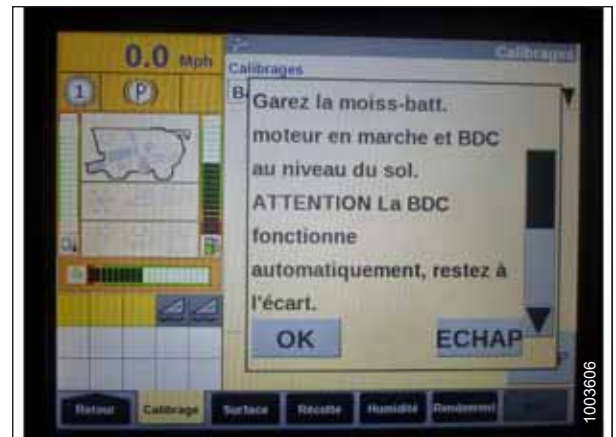 0.0 Mph
Calibrages
Calibrages
1
(P)
B
Garez la moiss-batt.
moteur en marche et BDC
au niveau du sol.
ATTENTION La BDC
fonctionne
automatiquement, restez à
l'écart.
OK
ECHAP
P
Retour
Calibrage
Surface
Récolte
Humidité
Rendement
1003606